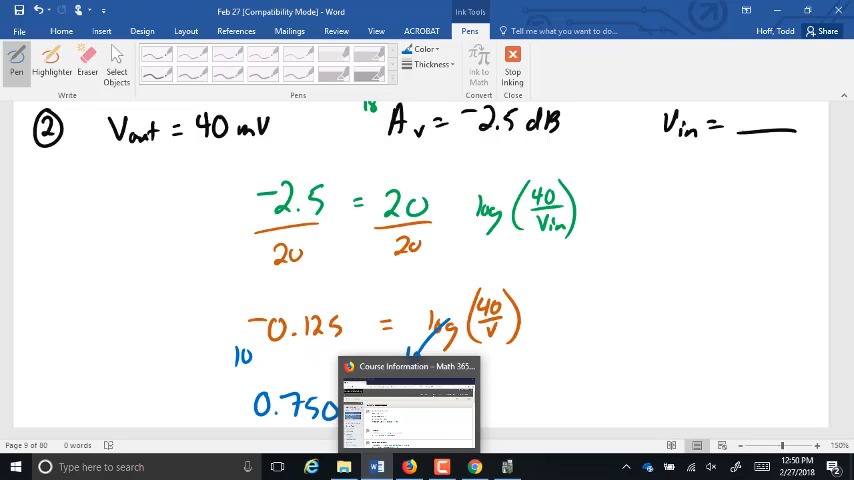 Feb 27 [Compatibility Mode] - Word
Ink Tools
Hoff, Todd
File Home Insert Design Layout References Mailings Review View ACROBAT Pens Tell me what you want to do... Share
Pen Highlighter Eraser Select Objects
Color
Thickness
Ink to Math
Stop Inking
Write Pens Convert Close
18
② Vout = 40 mV Av = -2.5 dB Vin = ____
-2.5 = 20 log (40/Vin)
20 20
-0.125 = log (40/V)
10 10
Course Information – Math 365...
0.750
Page 9 of 80 0 words 150%
Type here to search
12:50 PM
2/27/2018
2